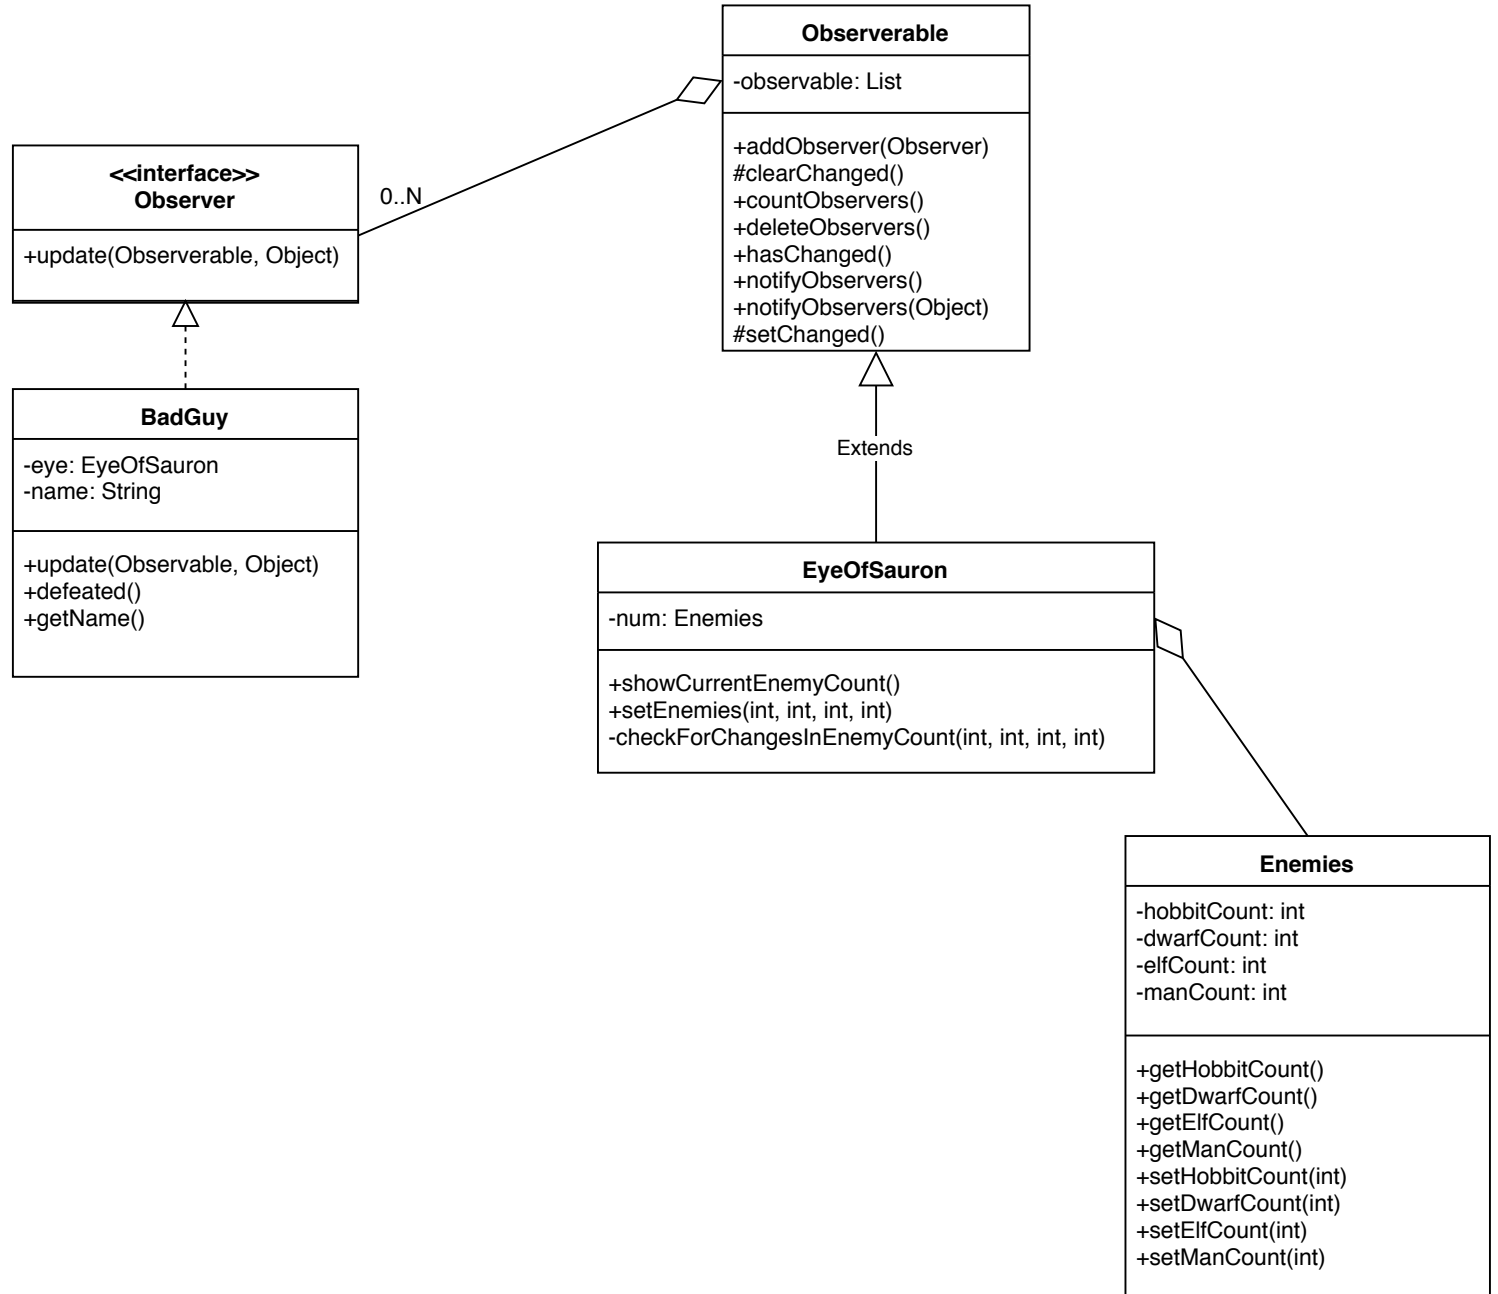 Observerable
-observable: List
+addObserver(Observer)
#clearChanged()
+countObservers()
+deleteObservers()
+hasChanged()
+notifyObservers()
+notifyObservers(Object)
#setChanged()
<<interface>>
Observer
+update(Observerable, Object)
0..N
BadGuy
-eye: EyeOfSauron
-name: String
+update(Observable, Object)
+defeated()
+getName()
Extends
EyeOfSauron
-num: Enemies
+showCurrentEnemyCount()
+setEnemies(int, int, int, int)
-checkForChangesInEnemyCount(int, int, int, int)
Enemies
-hobbitCount: int
-dwarfCount: int
-elfCount: int
-manCount: int
+getHobbitCount()
+getDwarfCount()
+getElfCount()
+getManCount()
+setHobbitCount(int)
+setDwarfCount(int)
+setElfCount(int)
+setManCount(int)